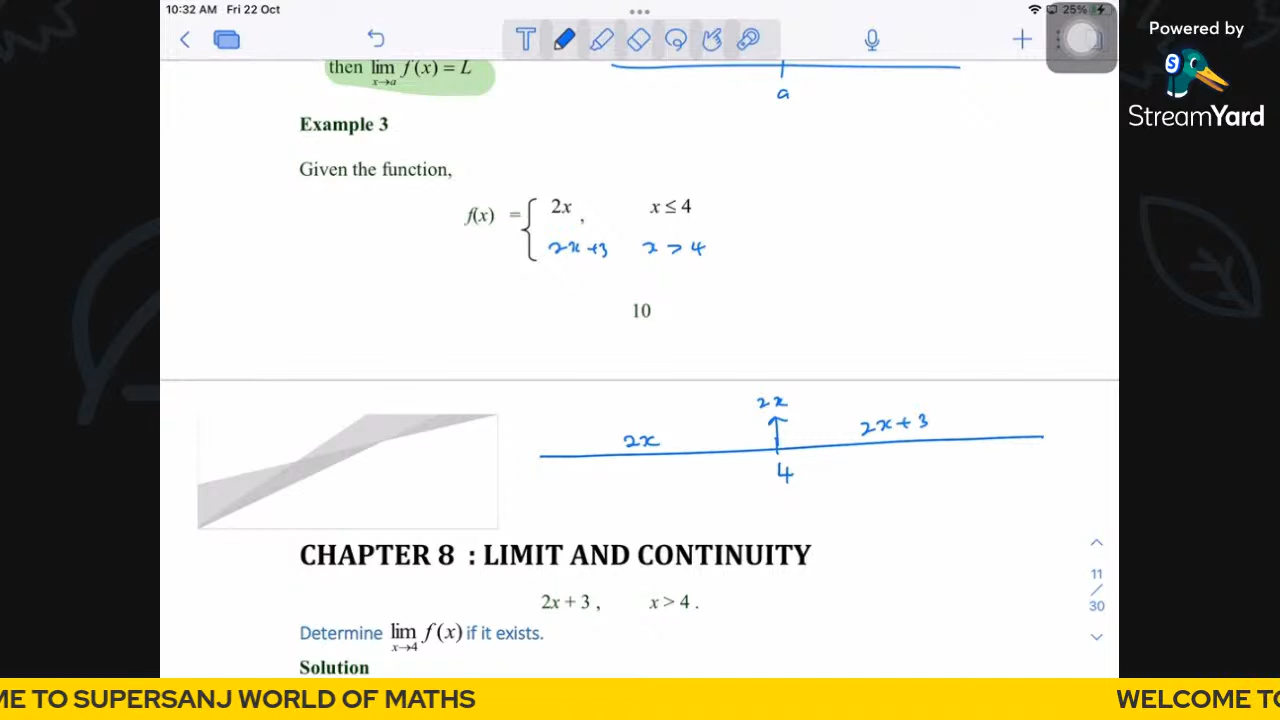 10:32 AM Fri 22 Oct
25%
Powered by
StreamYard
then lim f(x) = L
x→a
a
Example 3
Given the function,
f(x) = { 2x , x ≤ 4
2x+3 x > 4
10
2x
2x 2x+3
4
CHAPTER 8 : LIMIT AND CONTINUITY
2x + 3 , x > 4 .
Determine lim f(x) if it exists.
x→4
Solution
11
/
30
ME TO SUPERSANJ WORLD OF MATHS
WELCOME TO